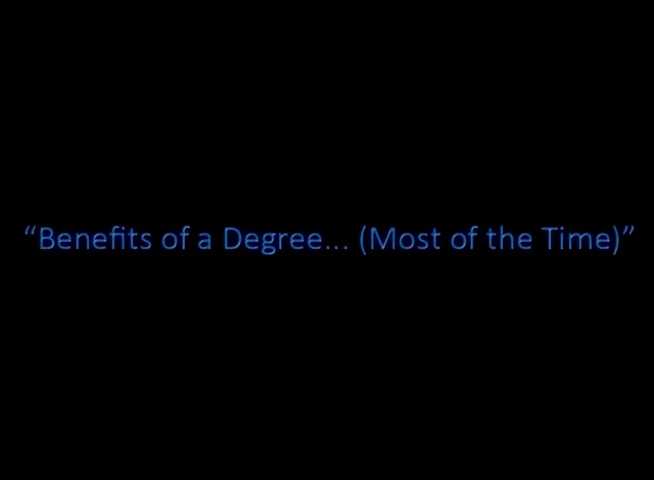 “Benefits of a Degree... (Most of the Time)”